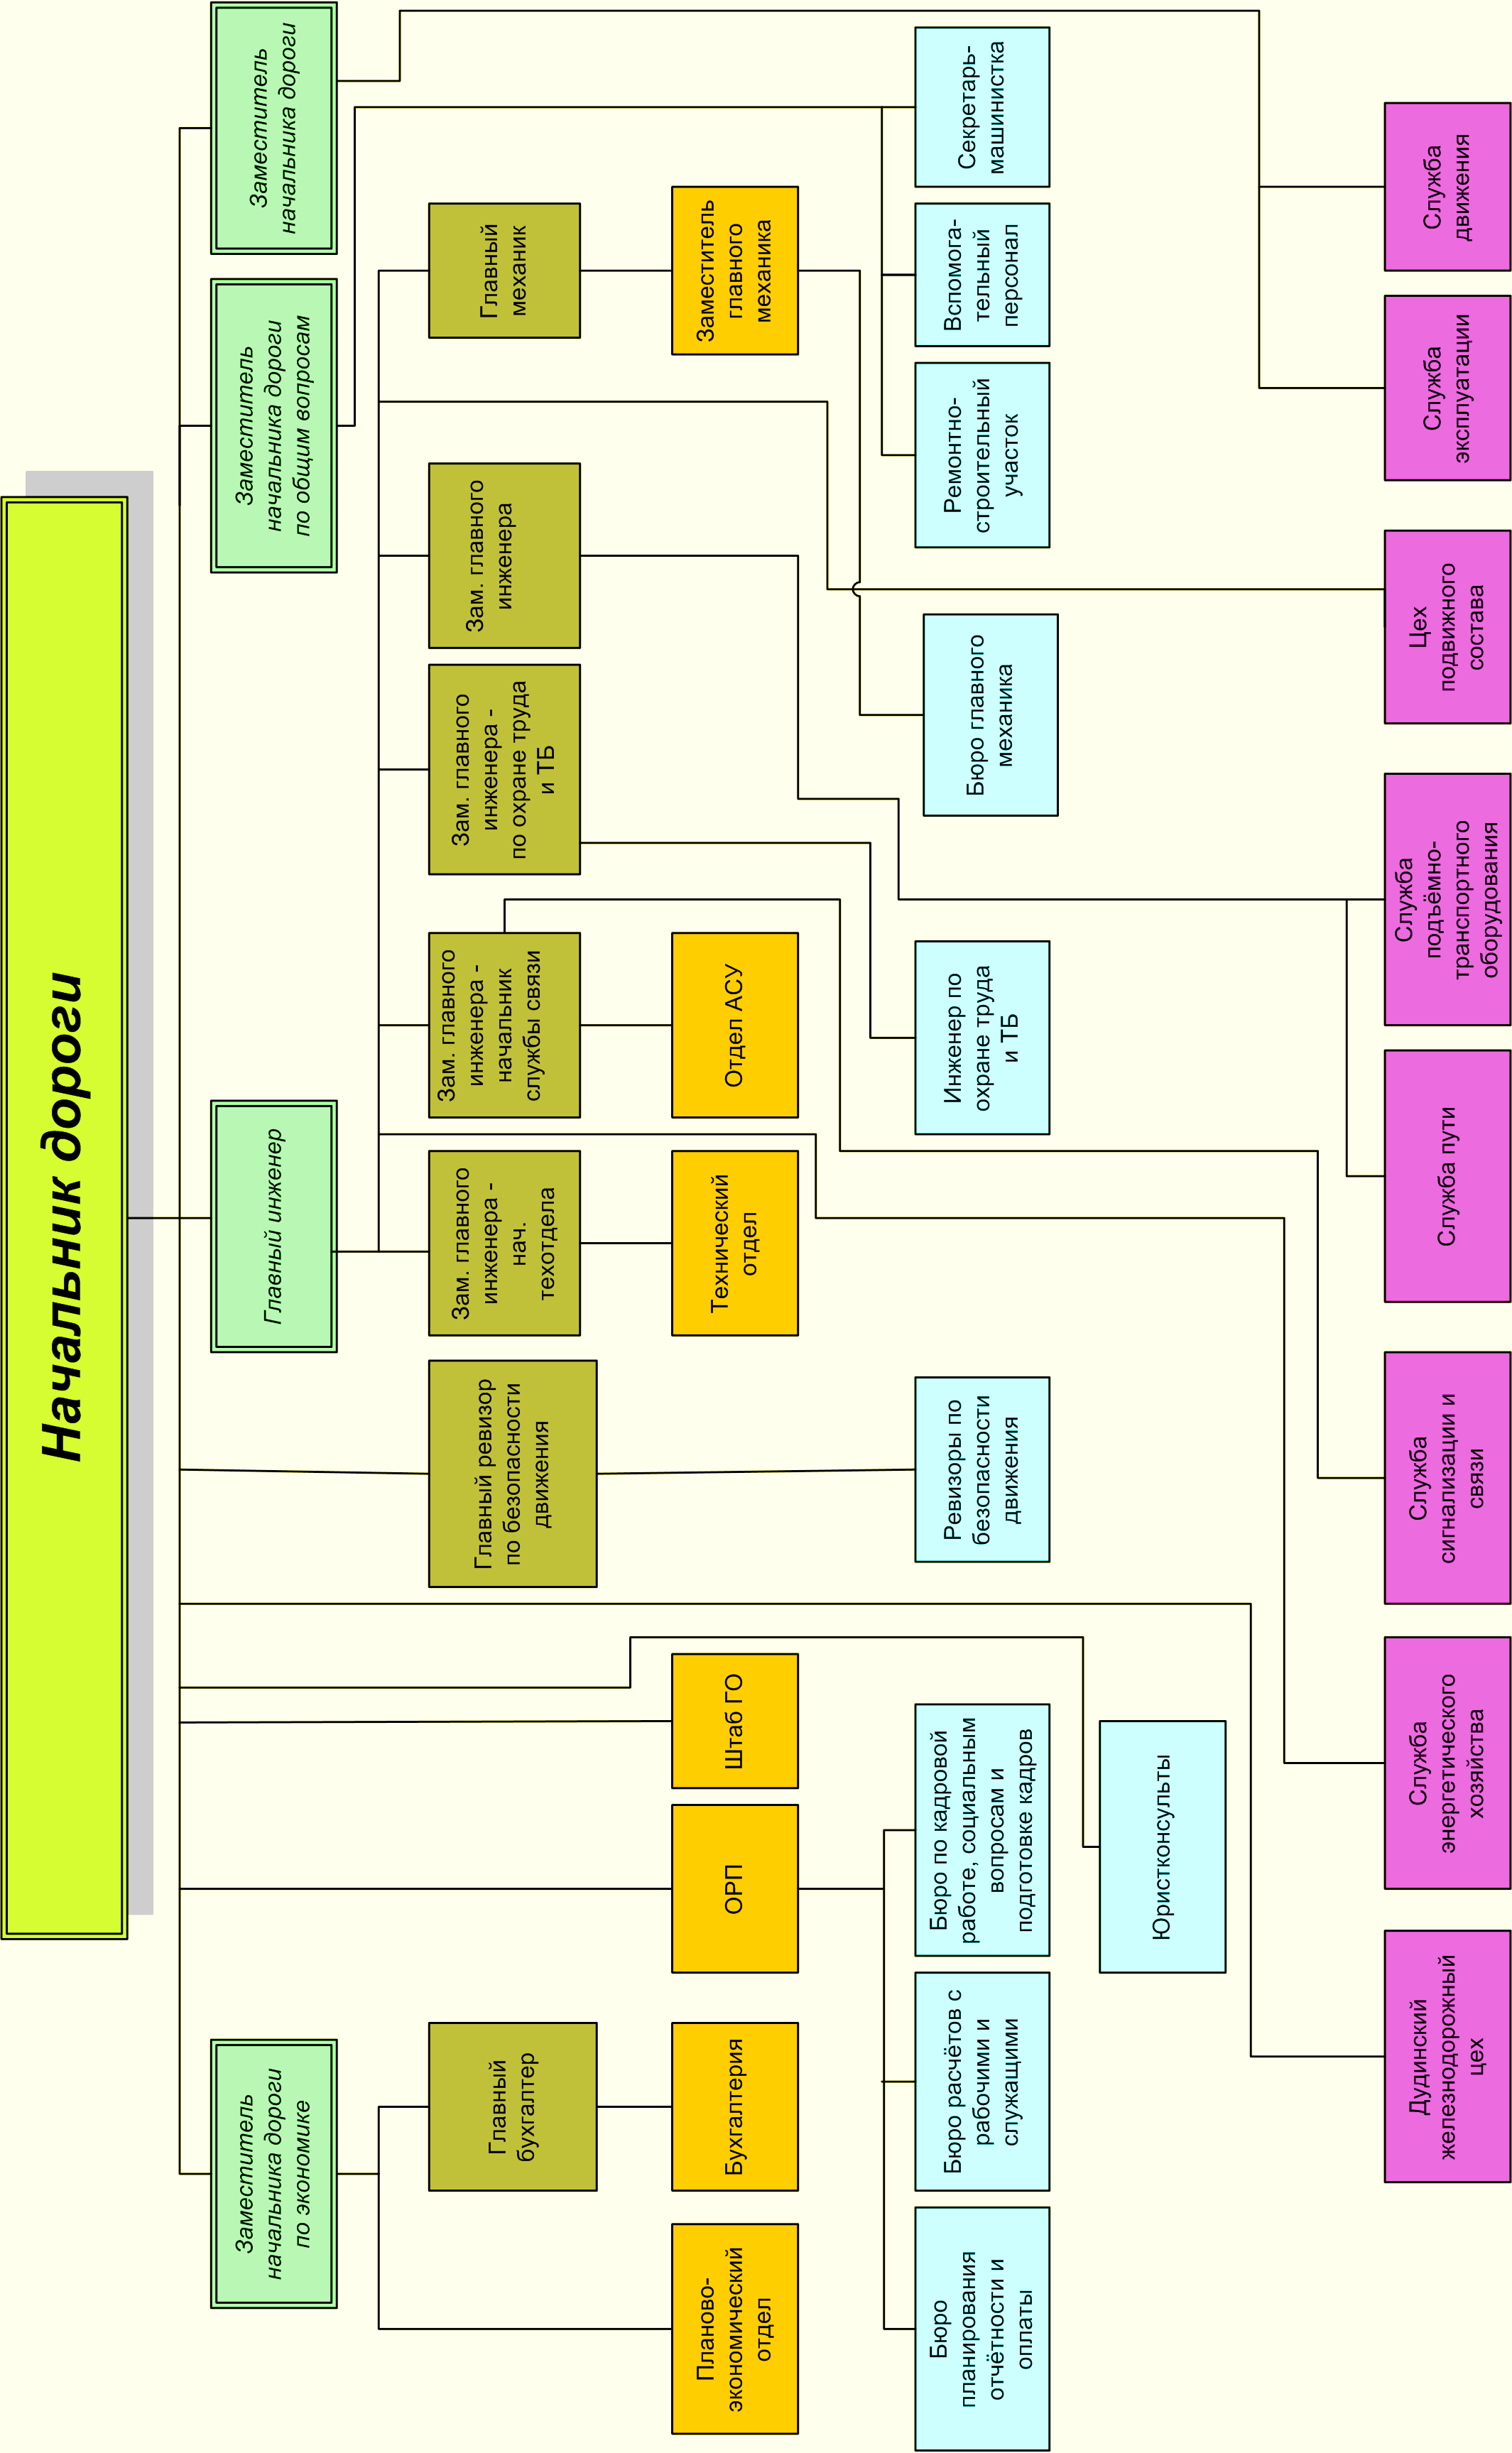 Начальник дороги
Заместитель
начальника дороги
по экономике
Главный инженер
Заместитель
начальника дороги
по общим вопросам
Заместитель
начальника дороги
Главный
бухгалтер
Главный ревизор
по безопасности
движения
Зам. главного
инженера -
нач.
техотдела
Зам. главного
инженера -
начальник
службы связи
Зам. главного
инженера -
по охране труда
и ТБ
Зам. главного
инженера
Главный
механик
Планово-
экономический
отдел
Бухгалтерия
ОРП
Штаб ГО
Технический
отдел
Отдел АСУ
Заместитель
главного
механика
Бюро
планирования
отчётности и
оплаты
Бюро расчётов с
рабочими и
служащими
Бюро по кадровой
работе, социальным
вопросам и
подготовке кадров
Ревизоры по
безопасности
движения
Инженер по
охране труда
и ТБ
Бюро главного
механика
Ремонтно-
строительный
участок
Вспомога-
тельный
персонал
Секретарь-
машинистка
Юристконсульты
Дудинский
железнодорожный
цех
Служба
энергетического
хозяйства
Служба
сигнализации и
связи
Служба пути
Служба
подъёмно-
транспортного
оборудования
Цех
подвижного
состава
Служба
эксплуатации
Служба
движения